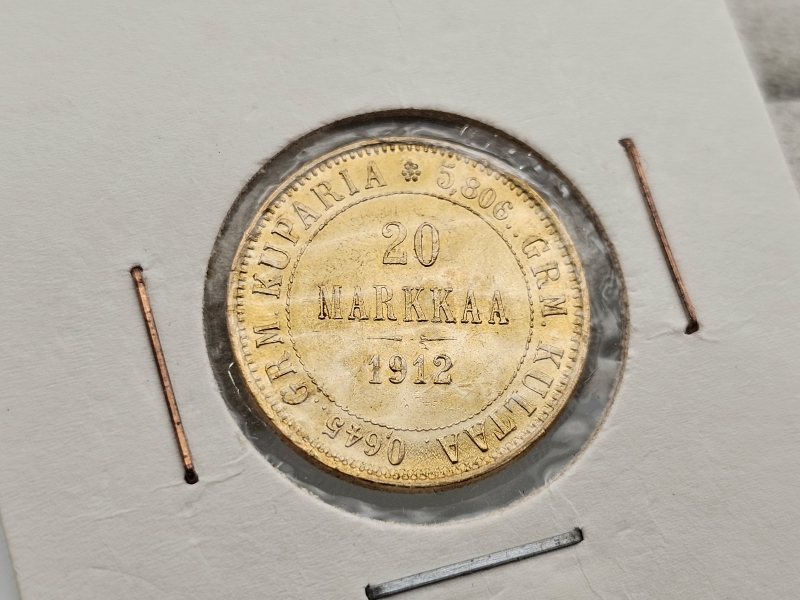 20
MARKKAA
1912
5,806. GRM. KULTAA. 0,645. GRM. KUPARIA